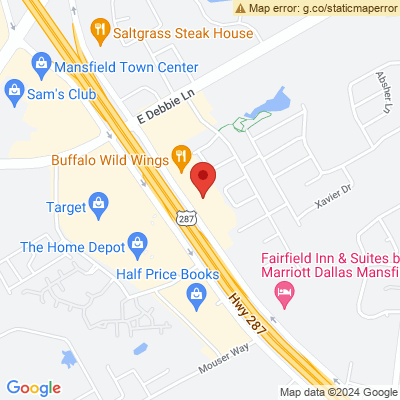 Map error: g.co/staticmaperror
Saltgrass Steak House
Mansfield Town Center
Sam's Club
E Debbie Ln
Absher Ln
Buffalo Wild Wings
Xavier Dr
Target
287
The Home Depot
Half Price Books
Fairfield Inn & Suites b
Marriott Dallas Mansfi
Hwy 287
Mouser Way
Google
Map data ©2024 Google